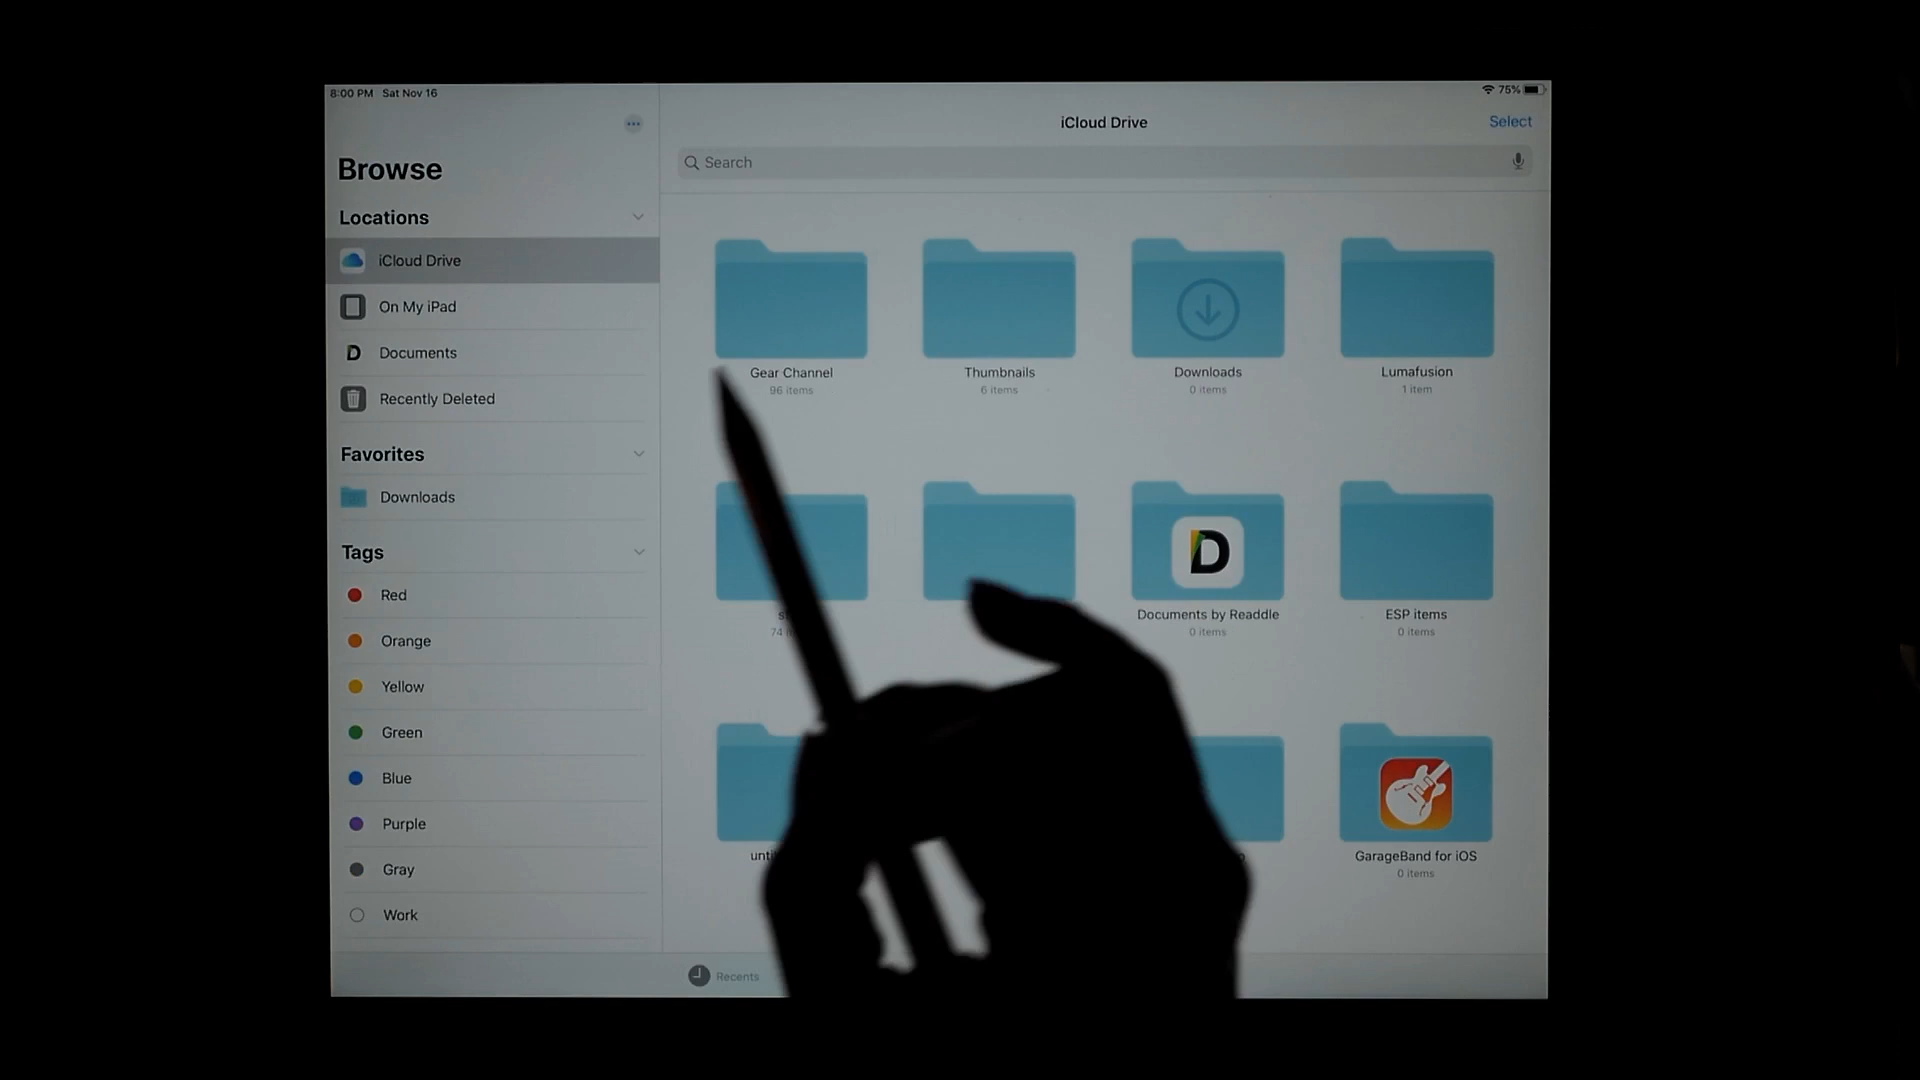 8:00 PM Sat Nov 16
75%
Browse
Locations
iCloud Drive
On My iPad
Documents
Recently Deleted
Favorites
Downloads
Tags
Red
Orange
Yellow
Green
Blue
Purple
Gray
Work
iCloud Drive
Select
Search
Gear Channel
96 items
Thumbnails
6 items
Downloads
0 items
Lumafusion
1 item
74
D
Documents by Readdle
0 items
ESP items
0 items
GarageBand for iOS
0 items
Recents